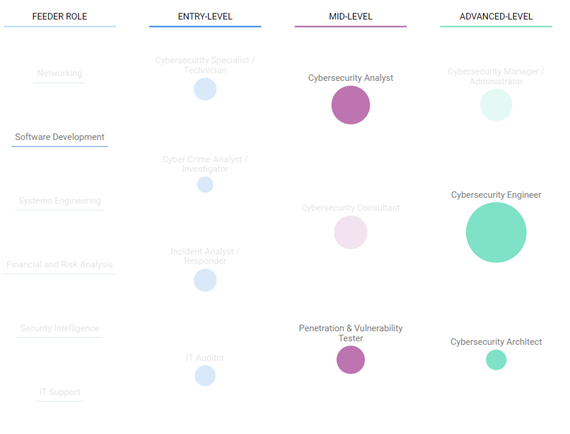 FEEDER ROLE
ENTRY-LEVEL
MID-LEVEL
ADVANCED-LEVEL
Networking
Software Development
Systems Engineering
Financial and Risk Analysis
Security Intelligence
IT Support
Cybersecurity Specialist /
Technician
Cyber Crime Analyst /
Investigator
Incident Analyst /
Responder
IT Auditor
Cybersecurity Analyst
Cybersecurity Consultant
Penetration & Vulnerability
Tester
Cybersecurity Manager /
Administrator
Cybersecurity Engineer
Cybersecurity Architect